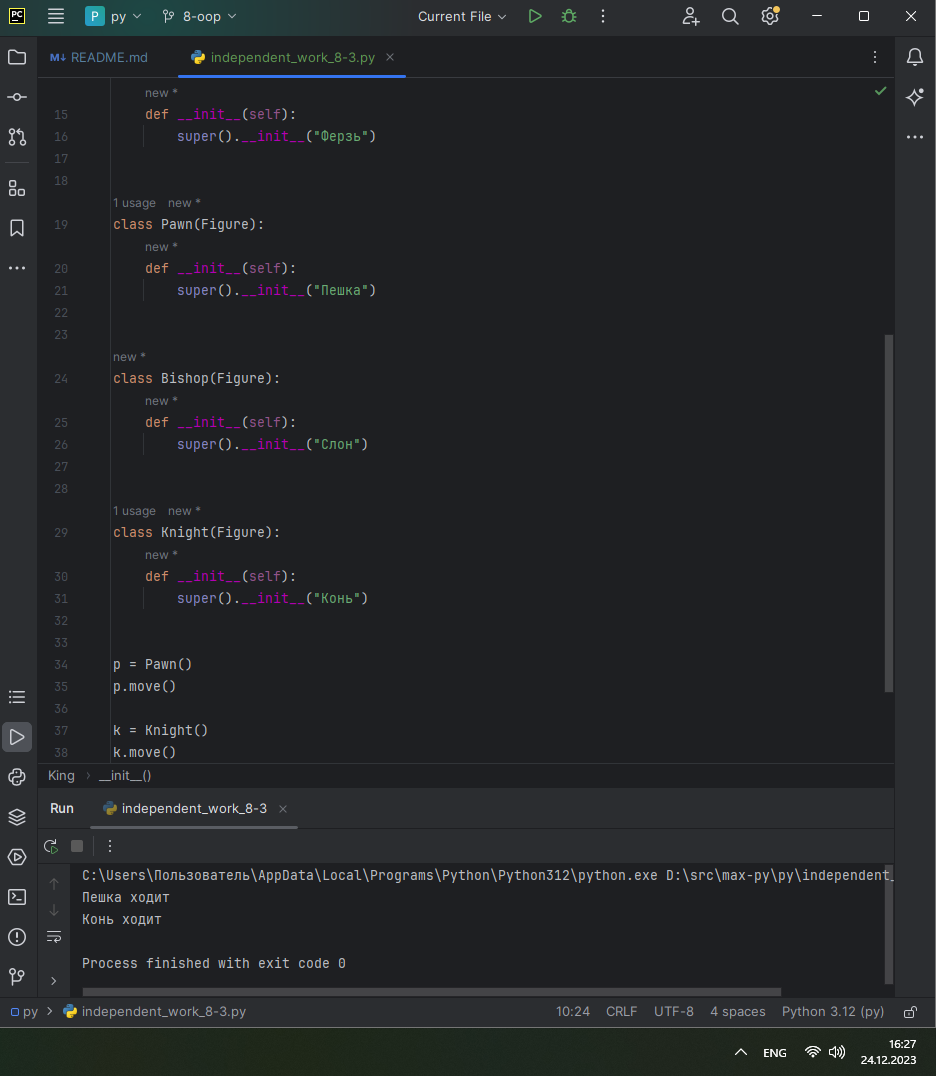 PC P py 8-oop Current File
README.md independent_work_8-3.py
new *
15 def __init__(self):
16 super().__init__("Ферзь")
17
18
1 usage new *
19 class Pawn(Figure):
new *
20 def __init__(self):
21 super().__init__("Пешка")
22
23
new *
24 class Bishop(Figure):
new *
25 def __init__(self):
26 super().__init__("Слон")
27
28
1 usage new *
29 class Knight(Figure):
new *
30 def __init__(self):
31 super().__init__("Конь")
32
33
34 p = Pawn()
35 p.move()
36
37 k = Knight()
38 k.move()
King › __init__()
Run independent_work_8-3
C:\Users\Пользователь\AppData\Local\Programs\Python\Python312\python.exe D:\src\max-py\py\independent_
Пешка ходит
Конь ходит
Process finished with exit code 0
py › independent_work_8-3.py 10:24 CRLF UTF-8 4 spaces Python 3.12 (py)
ENG 16:27
24.12.2023